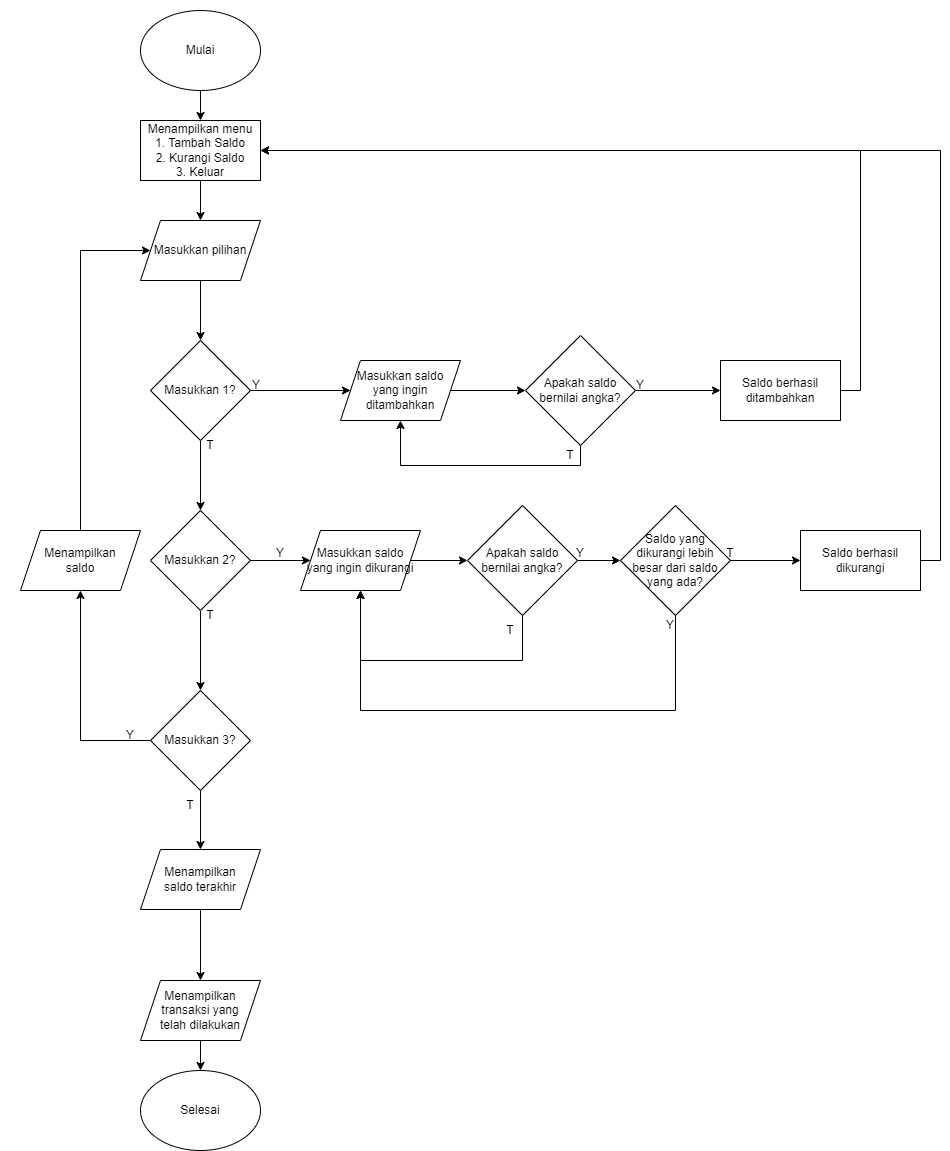 Mulai
Menampilkan menu
1. Tambah Saldo
2. Kurangi Saldo
3. Keluar
Masukkan pilihan
Masukkan 1?
Y
Masukkan saldo
yang ingin
ditambahkan
Apakah saldo
bernilai angka?
Y
Saldo berhasil
ditambahkan
T
T
Menampilkan
saldo
Masukkan 2?
Y
Masukkan saldo
yang ingin dikurangi
Apakah saldo
bernilai angka?
Y
Saldo yang
dikurangi lebih
besar dari saldo
yang ada?
T
Saldo berhasil
dikurangi
T
T
Y
Y
Masukkan 3?
T
Menampilkan
saldo terakhir
Menampilkan
transaksi yang
telah dilakukan
Selesai